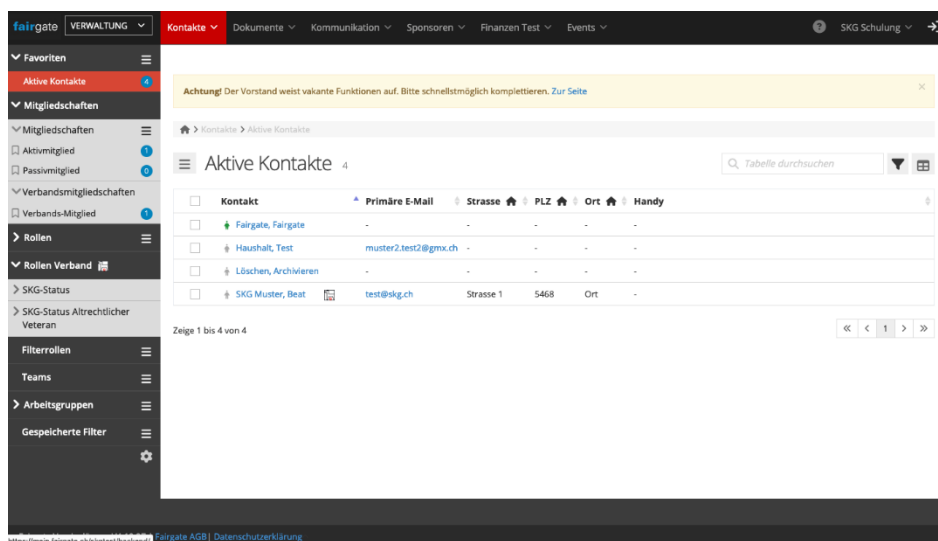 fairgate VERWALTUNG Kontakte Dokumente Kommunikation Sponsoren Finanzen Test Events SKG Schulung
Favoriten
Aktive Kontakte 4
Mitgliedschaften
Mitgliedschaften
Aktivmitglied 1
Passivmitglied 0
Verbandsmitgliedschaften
Verbands-Mitglied 1
Rollen
Rollen Verband
SKG-Status
SKG-Status Altrechtlicher
Veteran
Filterrollen
Teams
Arbeitsgruppen
Gespeicherte Filter
Achtung! Der Vorstand weist vakante Funktionen auf. Bitte schnellstmöglich komplettieren. Zur Seite
Kontakte > Aktive Kontakte
Aktive Kontakte 4
Tabelle durchsuchen
Kontakt Primäre E-Mail Strasse PLZ Ort Handy
Fairgate, Fairgate - - - - -
Haushalt, Test muster2.test2@gmx.ch - - - -
Löschen, Archivieren - - - - -
SKG Muster, Beat test@skg.ch Strasse 1 5468 Ort -
Zeige 1 bis 4 von 4
« < 1 > »
Fairgate AGB | Datenschutzerklärung